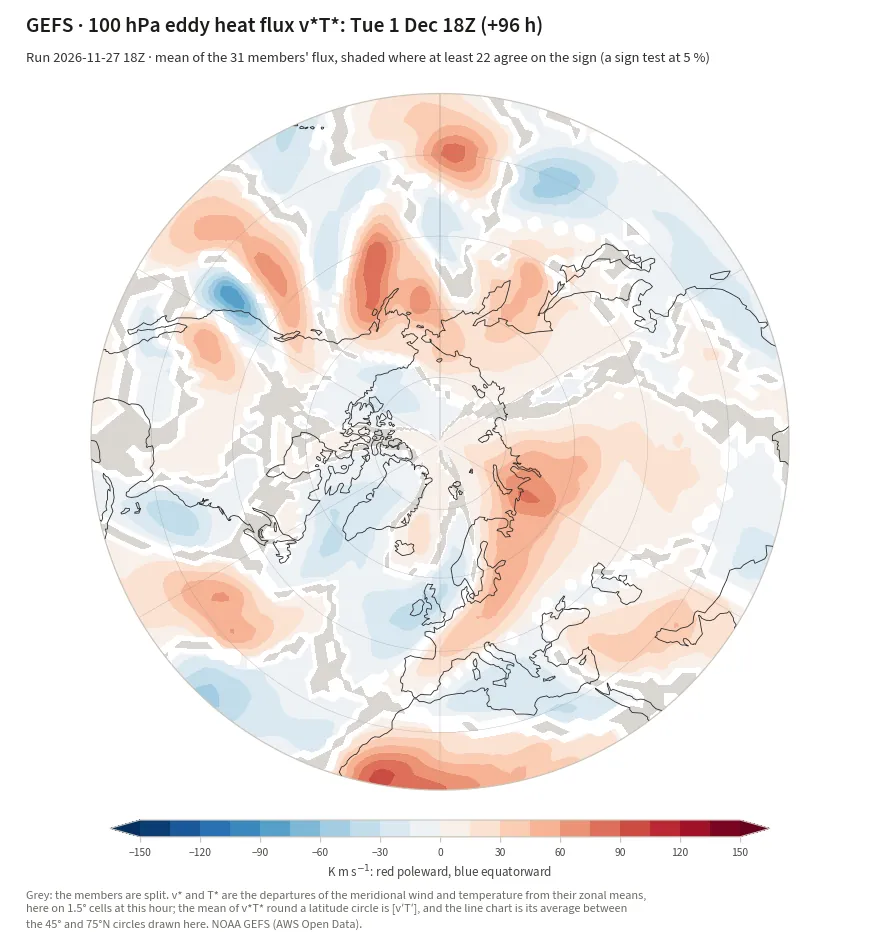 GEFS · 100 hPa eddy heat flux v*T*: Tue 1 Dec 18Z (+96 h)
Run 2026-11-27 18Z · mean of the 31 members' flux, shaded where at least 22 agree on the sign (a sign test at 5 %)
−150 −120 −90 −60 −30 0 30 60 90 120 150
K m s⁻¹: red poleward, blue equatorward
Grey: the members are split. v* and T* are the departures of the meridional wind and temperature from their zonal means,
here on 1.5° cells at this hour; the mean of v*T* round a latitude circle is [v'T'], and the line chart is its average between
the 45° and 75°N circles drawn here. NOAA GEFS (AWS Open Data).